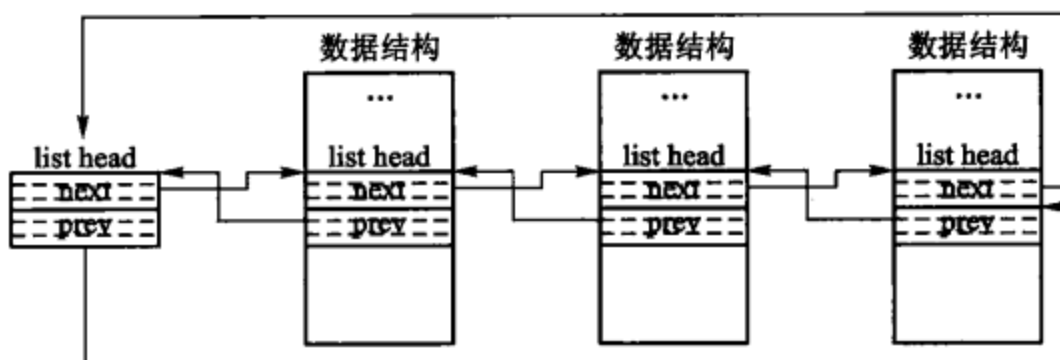 数据结构 数据结构 数据结构
... ... ...
list head list head list head list head
next next next next
prev prev prev prev